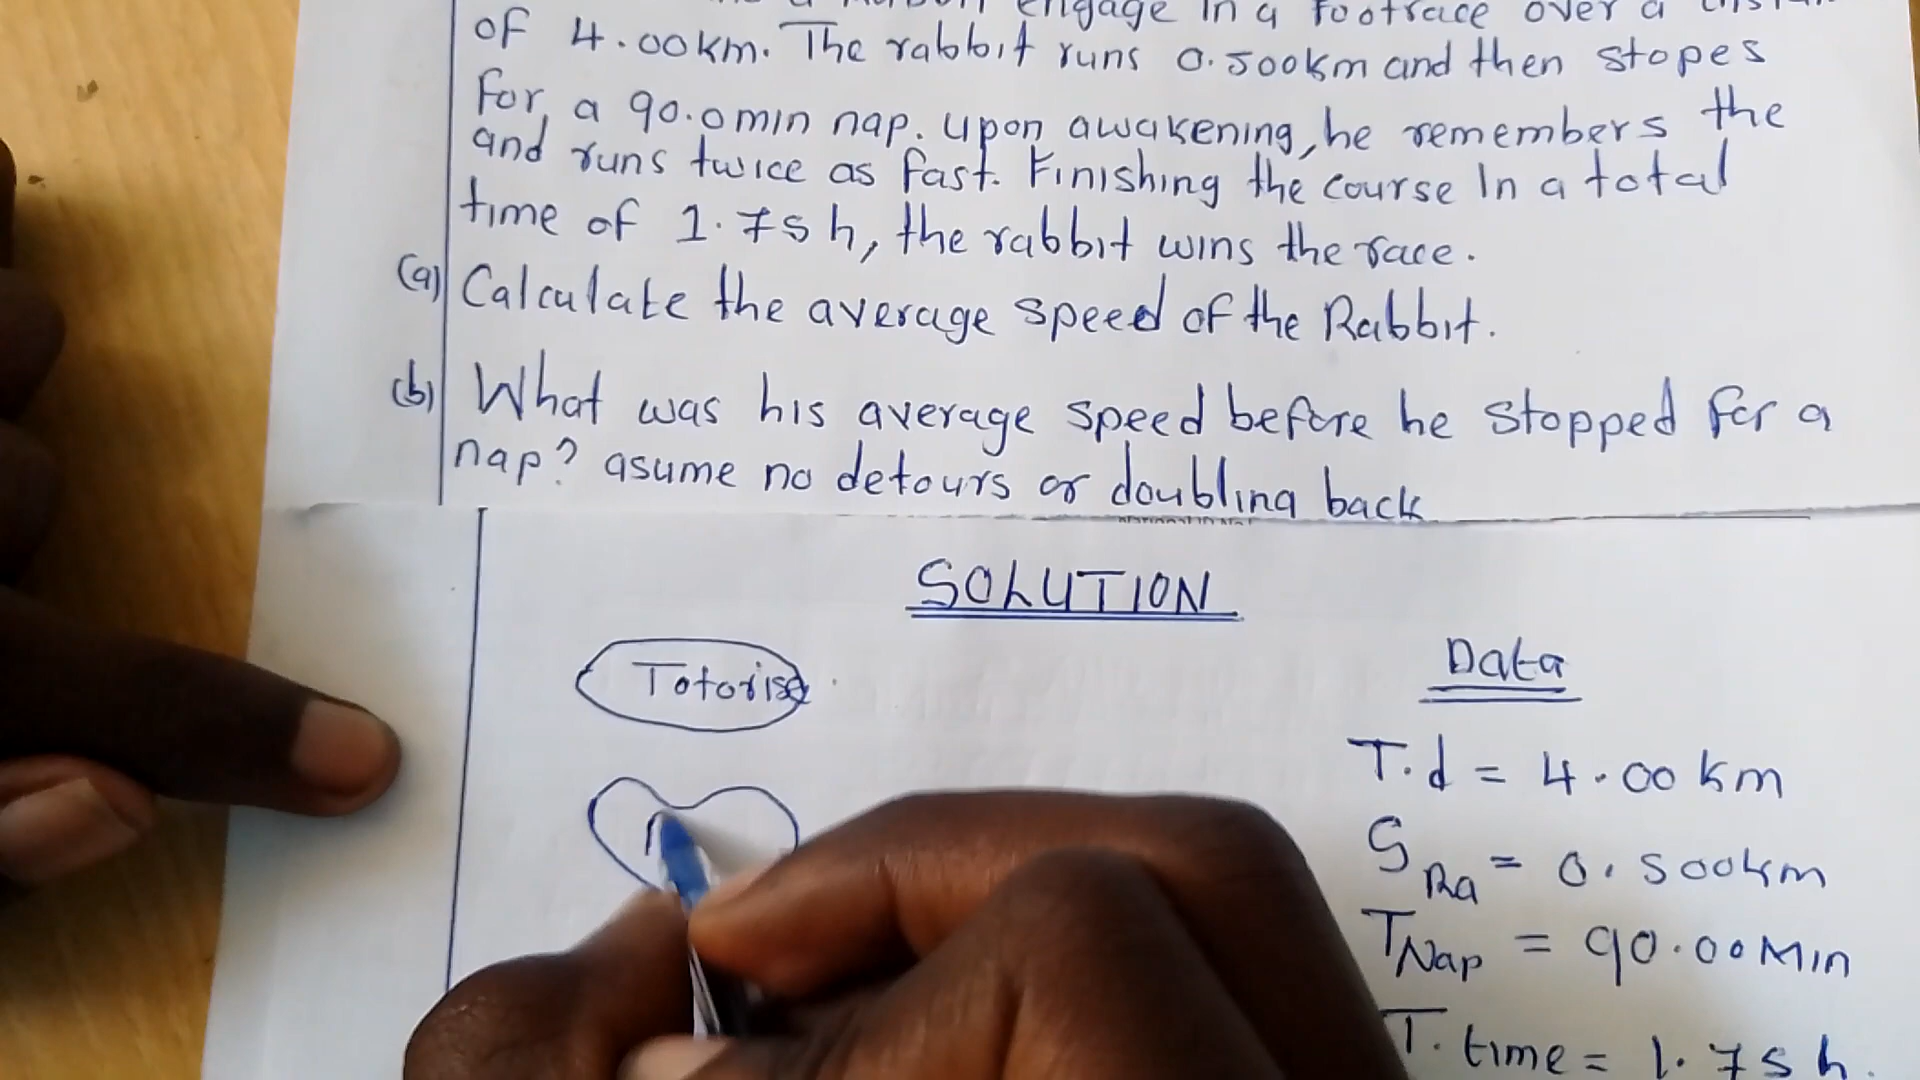 engage in a footrace over a
of 4.00km. The rabbit runs 0.500km and then stopes
for a 90.0min nap. upon awakening, he remembers the
and runs twice as fast. Finishing the course in a total
time of 1.75h, the rabbit wins the race.
(a) Calculate the average speed of the Rabbit.
(b) What was his average speed before he stopped for a
nap? asume no detours or doubling back
SOLUTION
Totorise
Data
T.d = 4.00km
S Ra = 0.500km
T Nap = 90.00Min
T. time = 1.75h.